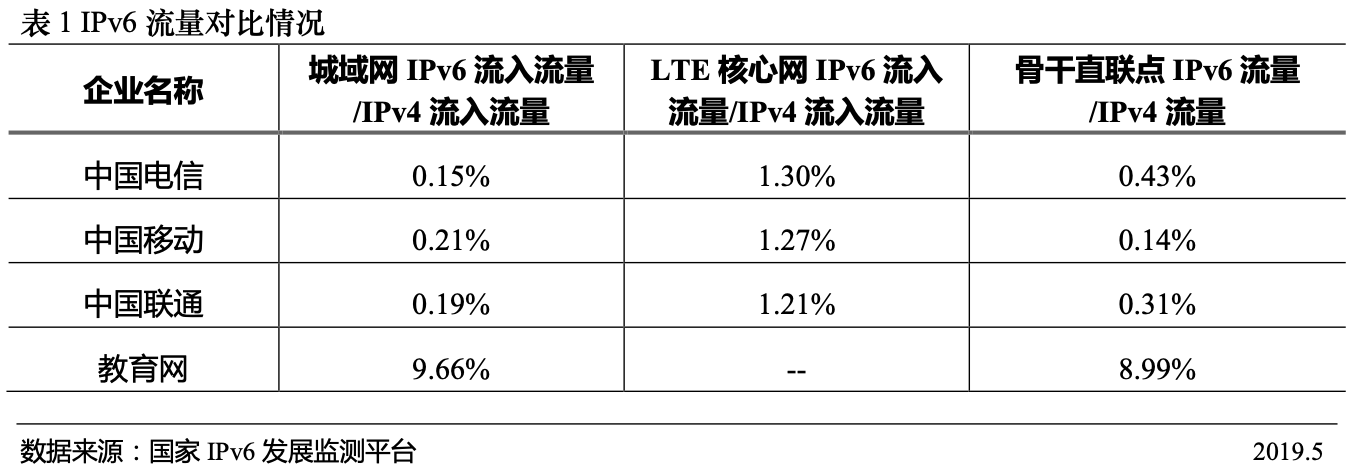 表 1 IPv6 流量对比情况
企业名称 城域网 IPv6 流入流量/IPv4 流入流量 LTE 核心网 IPv6 流入流量/IPv4 流入流量 骨干直联点 IPv6 流量/IPv4 流量
中国电信 0.15% 1.30% 0.43%
中国移动 0.21% 1.27% 0.14%
中国联通 0.19% 1.21% 0.31%
教育网 9.66% -- 8.99%
数据来源：国家 IPv6 发展监测平台 2019.5